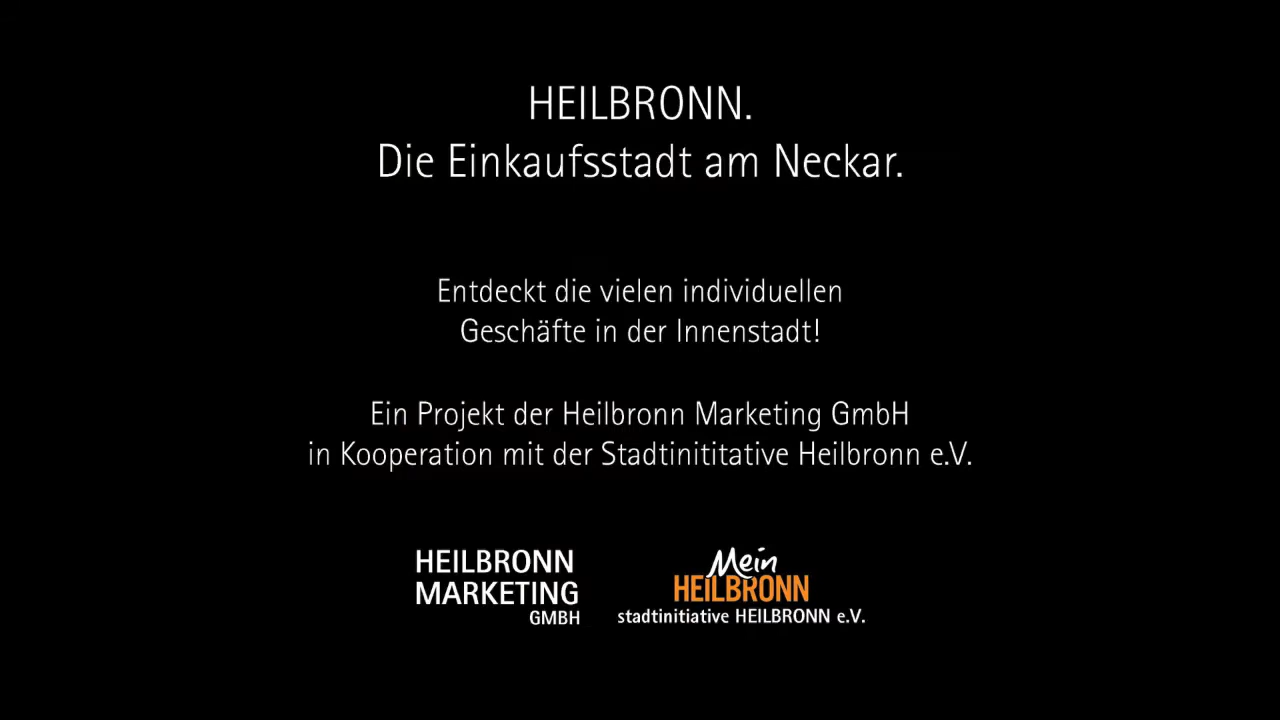 HEILBRONN.
Die Einkaufsstadt am Neckar.
Entdeckt die vielen individuellen
Geschäfte in der Innenstadt!
Ein Projekt der Heilbronn Marketing GmbH
in Kooperation mit der Stadtinititative Heilbronn e.V.
HEILBRONN
MARKETING
GMBH
Mein
HEILBRONN
stadtinitiative HEILBRONN e.V.